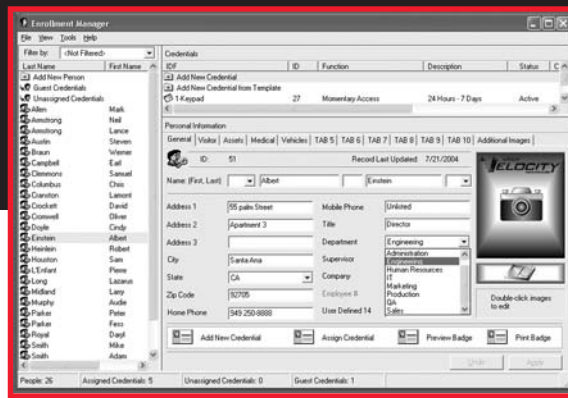 Enrollment Manager
File View Tools Help
Filter by: <Not Filtered>
Last Name First Name
Add New Person
Guest Credentials
Unassigned Credentials
Allen Mark
Armstrong Neil
Armstrong Lance
Austin Steven
Braun Werner
Campbell Earl
Clemmons Samuel
Columbus Chris
Cranston Lamont
Crockett David
Cromwell Oliver
Doyle Cindy
Einstein Albert
Heinlein Robert
Houston Sam
L'Enfant Pierre
Long Lazarus
Midland Larry
Murphy Audie
Parker Peter
Parker Fess
Royal Daryl
Smith Mike
Smith Adam
People: 26 Assigned Credentials: 5 Unassigned Credentials: 0 Guest Credentials: 1
Credentials
IDF ID Function Description Status C
Add New Credential
Add New Credential from Template
1-Keypad 27 Momentary Access 24 Hours - 7 Days Active
Personal Information
General Visitor Assets Medical Vehicles TAB 5 TAB 6 TAB 7 TAB 8 TAB 9 TAB 10 Additional Images
ID: 51 Record Last Updated: 7/21/2004
Name: (First, Last) Albert Einstein
Address 1 55 palm Street Mobile Phone Unlisted
Address 2 Apartment 3 Title Director
Address 3 Department Engineering
Administration
Engineering
Human Resources
IT
Marketing
Production
QA
Sales
City Santa Ana Supervisor
State CA Company
Zip Code 92705 Employee #
Home Phone 949 250-8888 User Defined 14
VELOCITY
Double-click images
to edit
Add New Credential Assign Credential Preview Badge Print Badge
Undo Apply